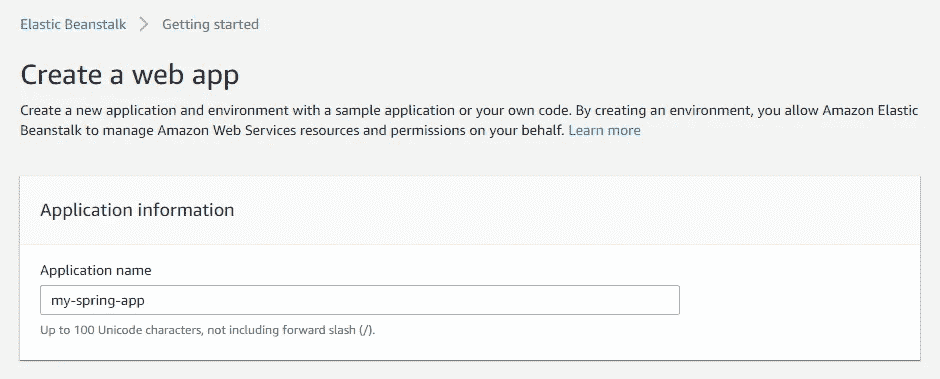 Elastic Beanstalk > Getting started
Create a web app
Create a new application and environment with a sample application or your own code. By creating an environment, you allow Amazon Elastic
Beanstalk to manage Amazon Web Services resources and permissions on your behalf. Learn more
Application information
Application name
my-spring-app
Up to 100 Unicode characters, not including forward slash (/).